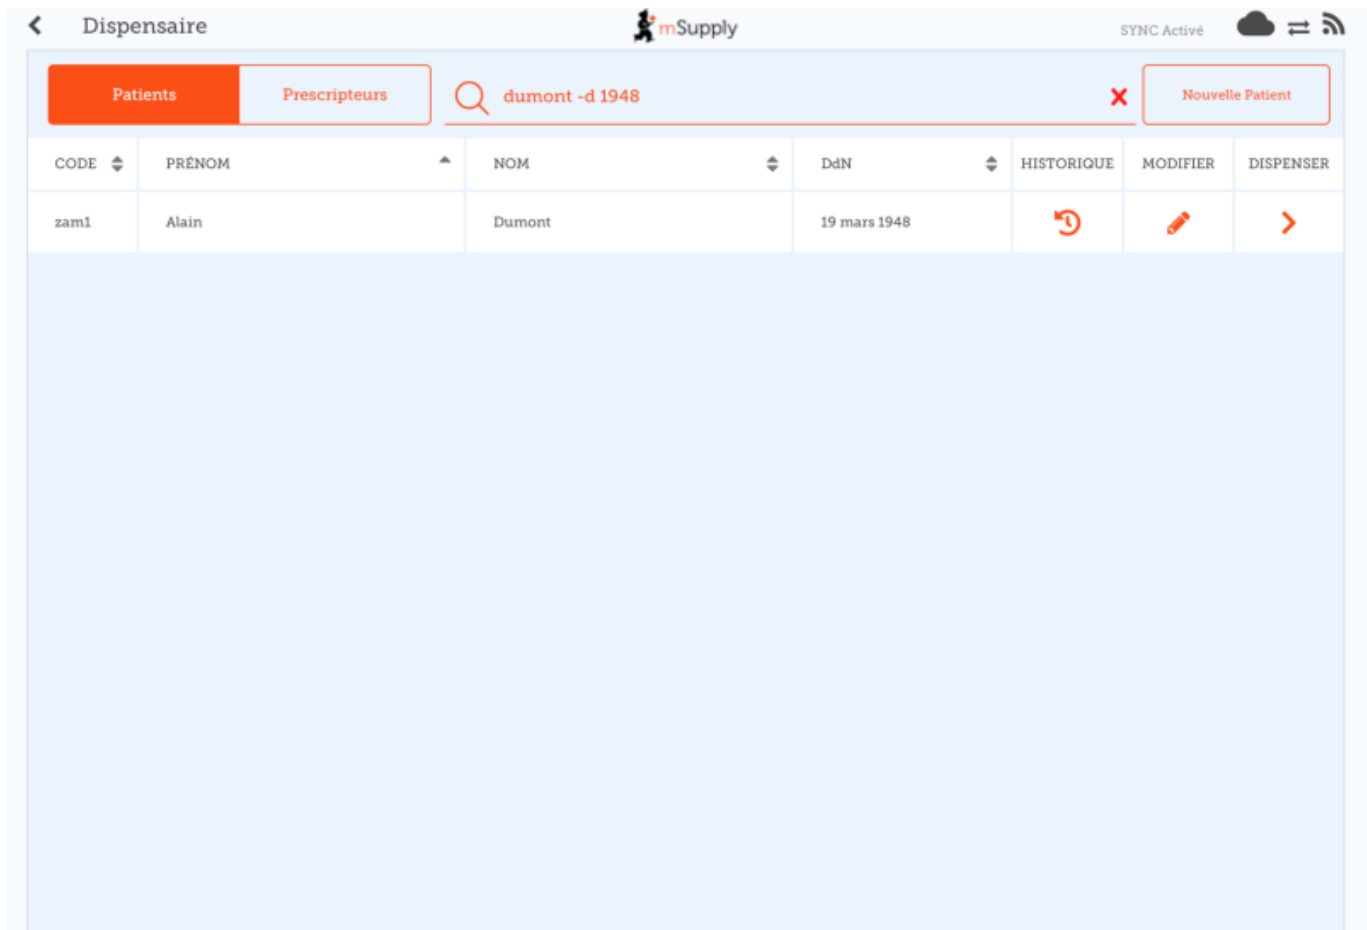 Dispensaire
mSupply
SYNC Activé
Patients
Prescripteurs
dumont -d 1948
Nouvelle Patient
CODE PRÉNOM NOM DdN HISTORIQUE MODIFIER DISPENSER
zam1 Alain Dumont 19 mars 1948